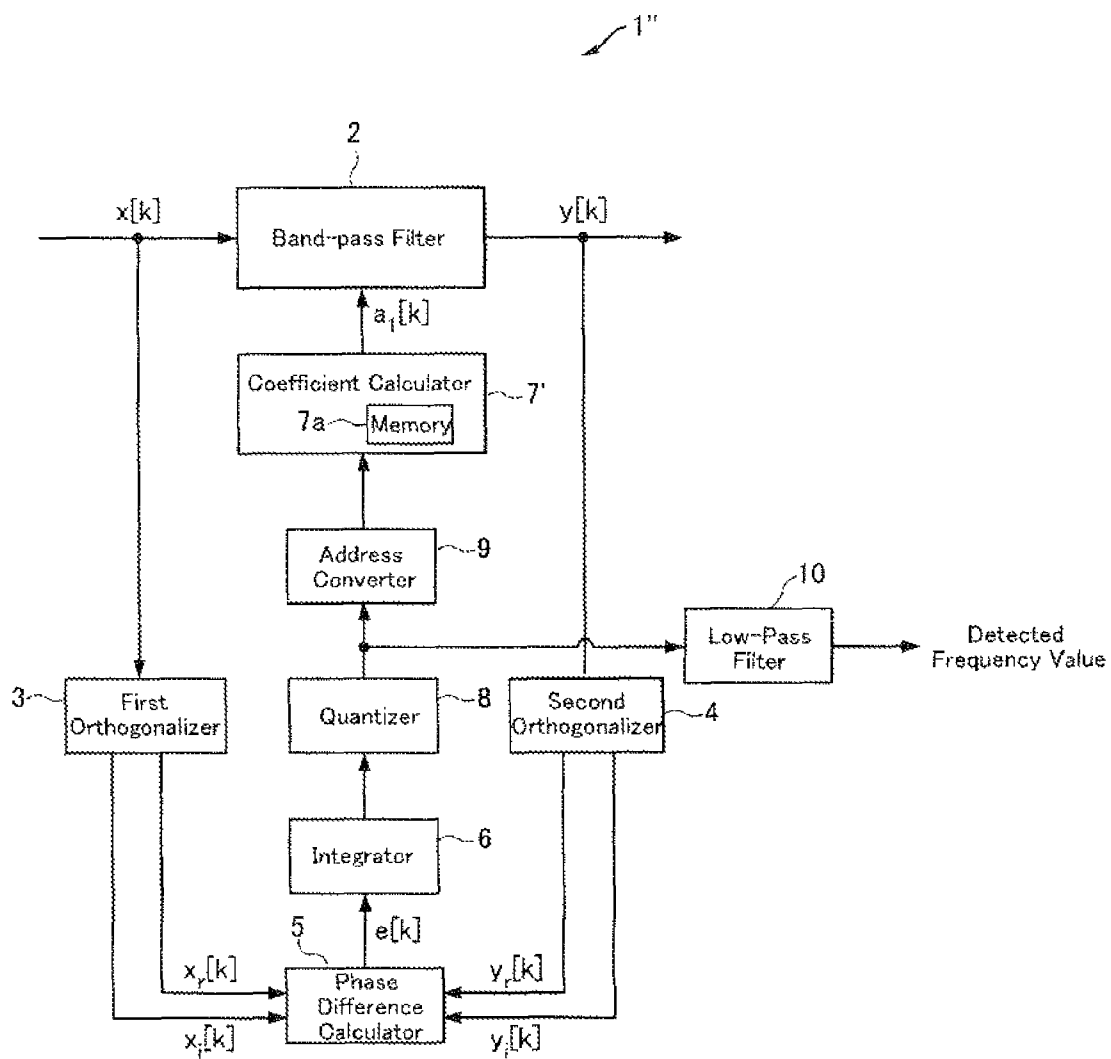 1"
2
x[k]
Band-pass Filter
y[k]
a1[k]
Coefficient Calculator
7'
7a
Memory
9
Address
Converter
10
Low-Pass
Filter
Detected
Frequency Value
3
First
Orthogonalizer
8
Quantizer
Second
Orthogonalizer
4
6
Integrator
5
e[k]
xr[k]
yr[k]
Phase
Difference
Calculator
xi[k]
yi[k]